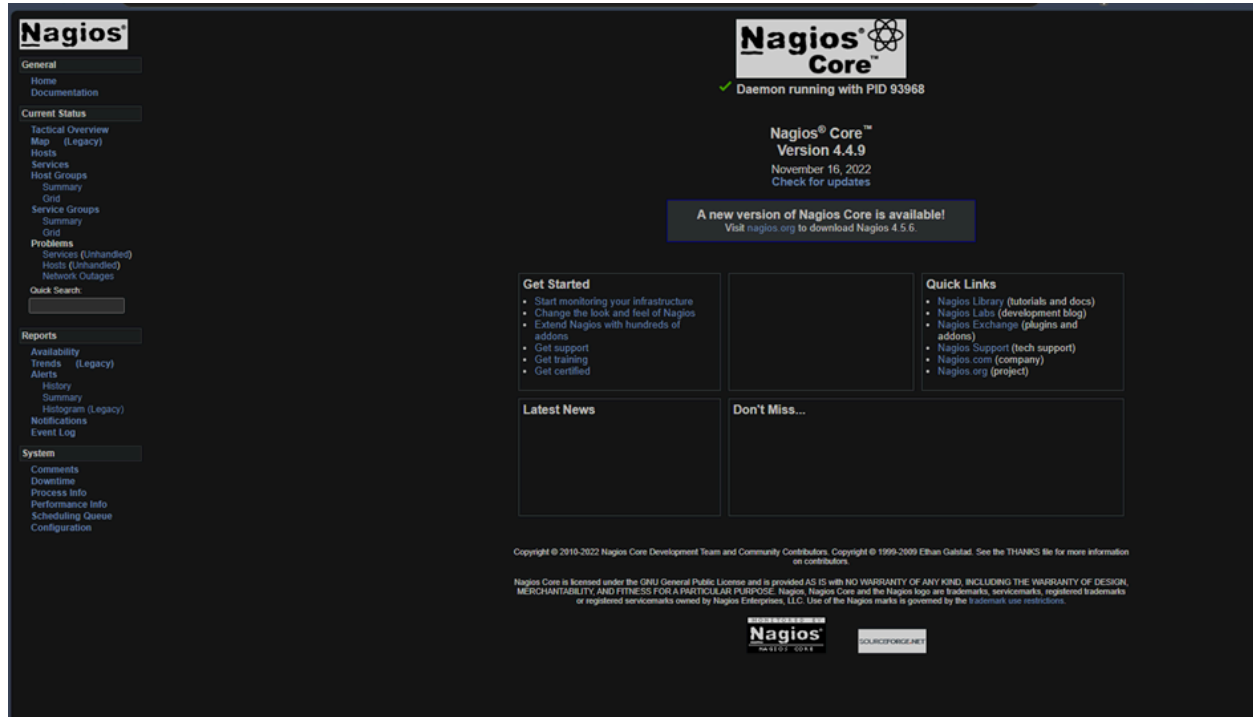 Nagios®
General
Home
Documentation
Current Status
Tactical Overview
Map (Legacy)
Hosts
Services
Host Groups
Summary
Grid
Service Groups
Summary
Grid
Problems
Services (Unhandled)
Hosts (Unhandled)
Network Outages
Quick Search:
Reports
Availability
Trends (Legacy)
Alerts
History
Summary
Histogram (Legacy)
Notifications
Event Log
System
Comments
Downtime
Process Info
Performance Info
Scheduling Queue
Configuration
Nagios®
Core™
Daemon running with PID 93968
Nagios® Core™
Version 4.4.9
November 16, 2022
Check for updates
A new version of Nagios Core is available!
Visit nagios.org to download Nagios 4.5.6.
Get Started
Start monitoring your infrastructure
Change the look and feel of Nagios
Extend Nagios with hundreds of
addons
Get support
Get training
Get certified
Quick Links
Nagios Library (tutorials and docs)
Nagios Labs (development blog)
Nagios Exchange (plugins and
addons)
Nagios Support (tech support)
Nagios.com (company)
Nagios.org (project)
Latest News
Don't Miss...
Copyright © 2010-2022 Nagios Core Development Team and Community Contributors. Copyright © 1999-2009 Ethan Galstad. See the THANKS file for more information
on contributors.
Nagios Core is licensed under the GNU General Public License and is provided AS IS with NO WARRANTY OF ANY KIND, INCLUDING THE WARRANTY OF DESIGN,
MERCHANTABILITY, AND FITNESS FOR A PARTICULAR PURPOSE. Nagios, Nagios Core and the Nagios logo are trademarks, servicemarks, registered trademarks
or registered servicemarks owned by Nagios Enterprises, LLC. Use of the Nagios marks is governed by the trademark use restrictions.
MONITORED BY
Nagios®
NAGIOS CORE
SOURCEFORGE.NET